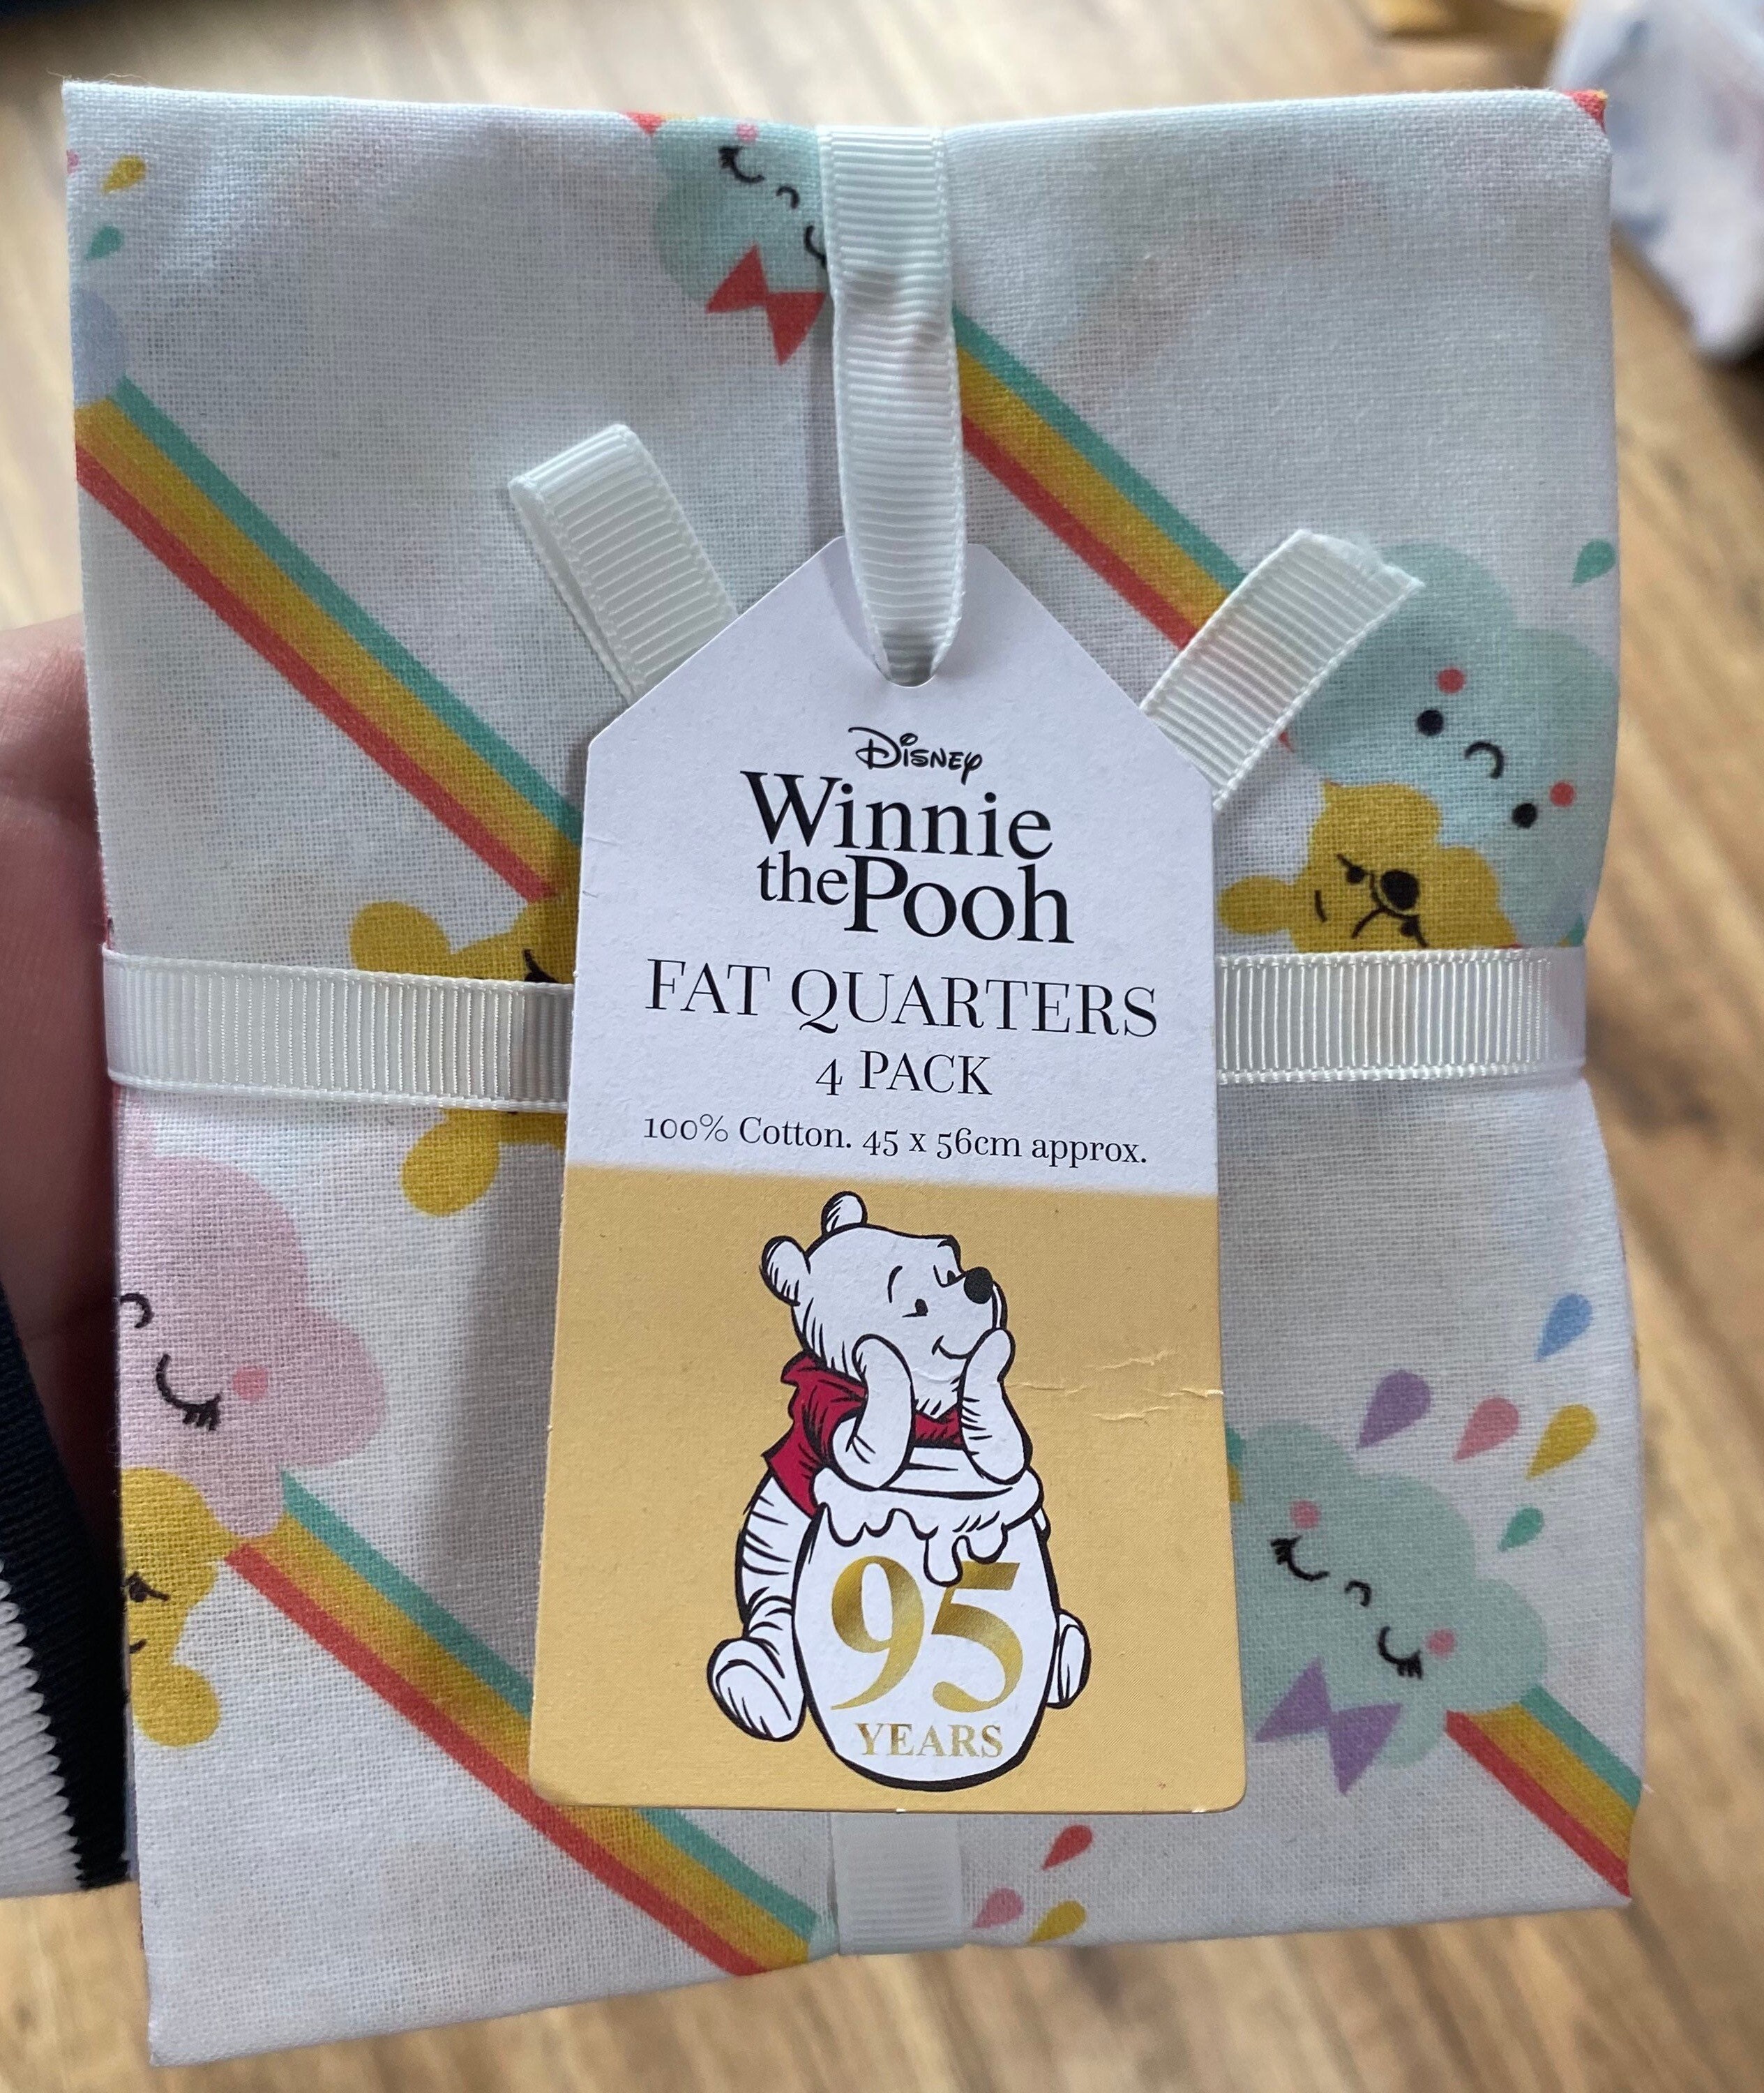 Disney
Winnie
the Pooh
FAT QUARTERS
4 PACK
100% Cotton. 45 x 56cm approx.
95
YEARS